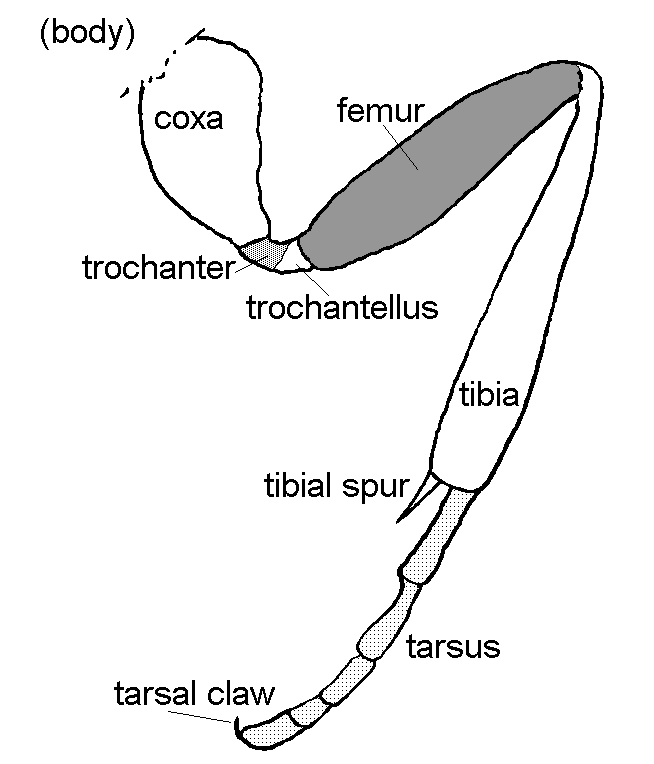 (body)
coxa
femur
trochanter
trochantellus
tibia
tibial spur
tarsus
tarsal claw